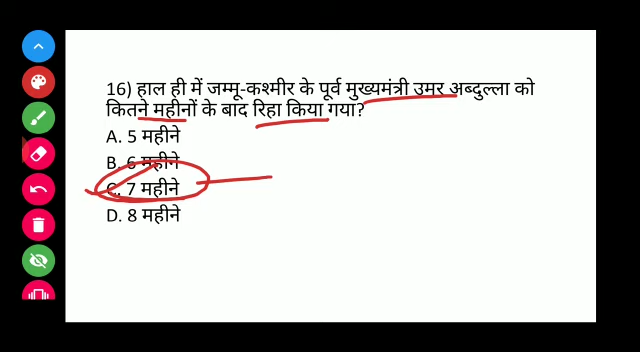 16) हाल ही में जम्मू-कश्मीर के पूर्व मुख्यमंत्री उमर अब्दुल्ला को
कितने महीनों के बाद रिहा किया गया?
A. 5 महीने
B. 6 महीने
C. 7 महीने
D. 8 महीने